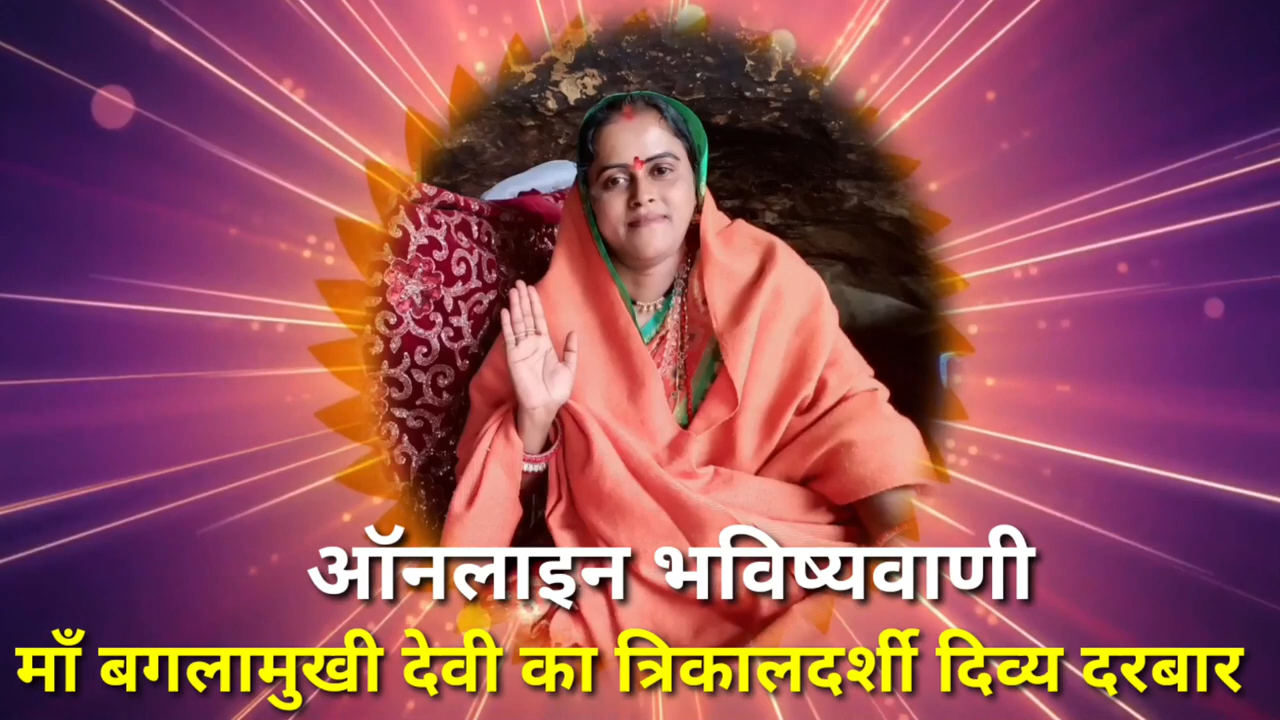 ऑनलाइन भविष्यवाणी
माँ बगलामुखी देवी का त्रिकालदर्शी दिव्य दरबार